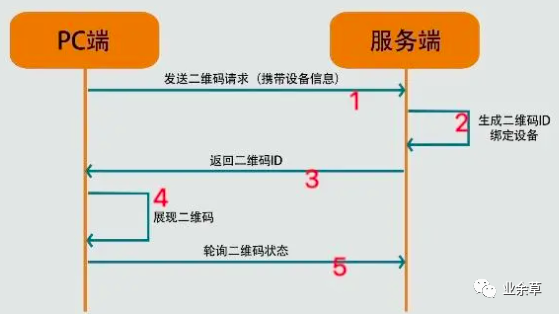 PC端
服务端
发送二维码请求（携带设备信息）
1
2
生成二维码ID
绑定设备
返回二维码ID
3
4
展现二维码
轮询二维码状态
5
业余草